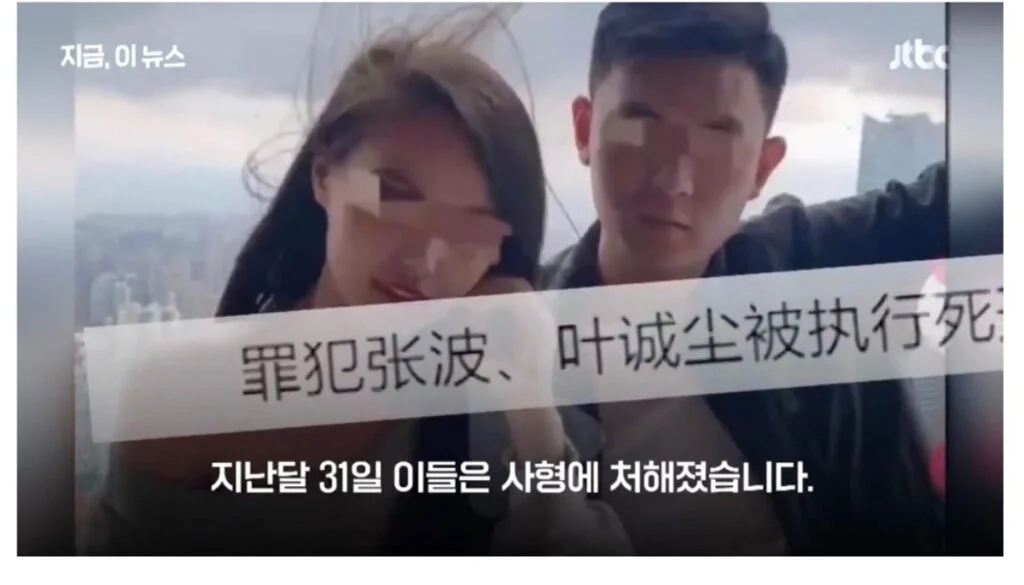 지금, 이 뉴스
jtbc
罪犯张波、叶诚尘被执行死
지난달 31일 이들은 사형에 처해졌습니다.